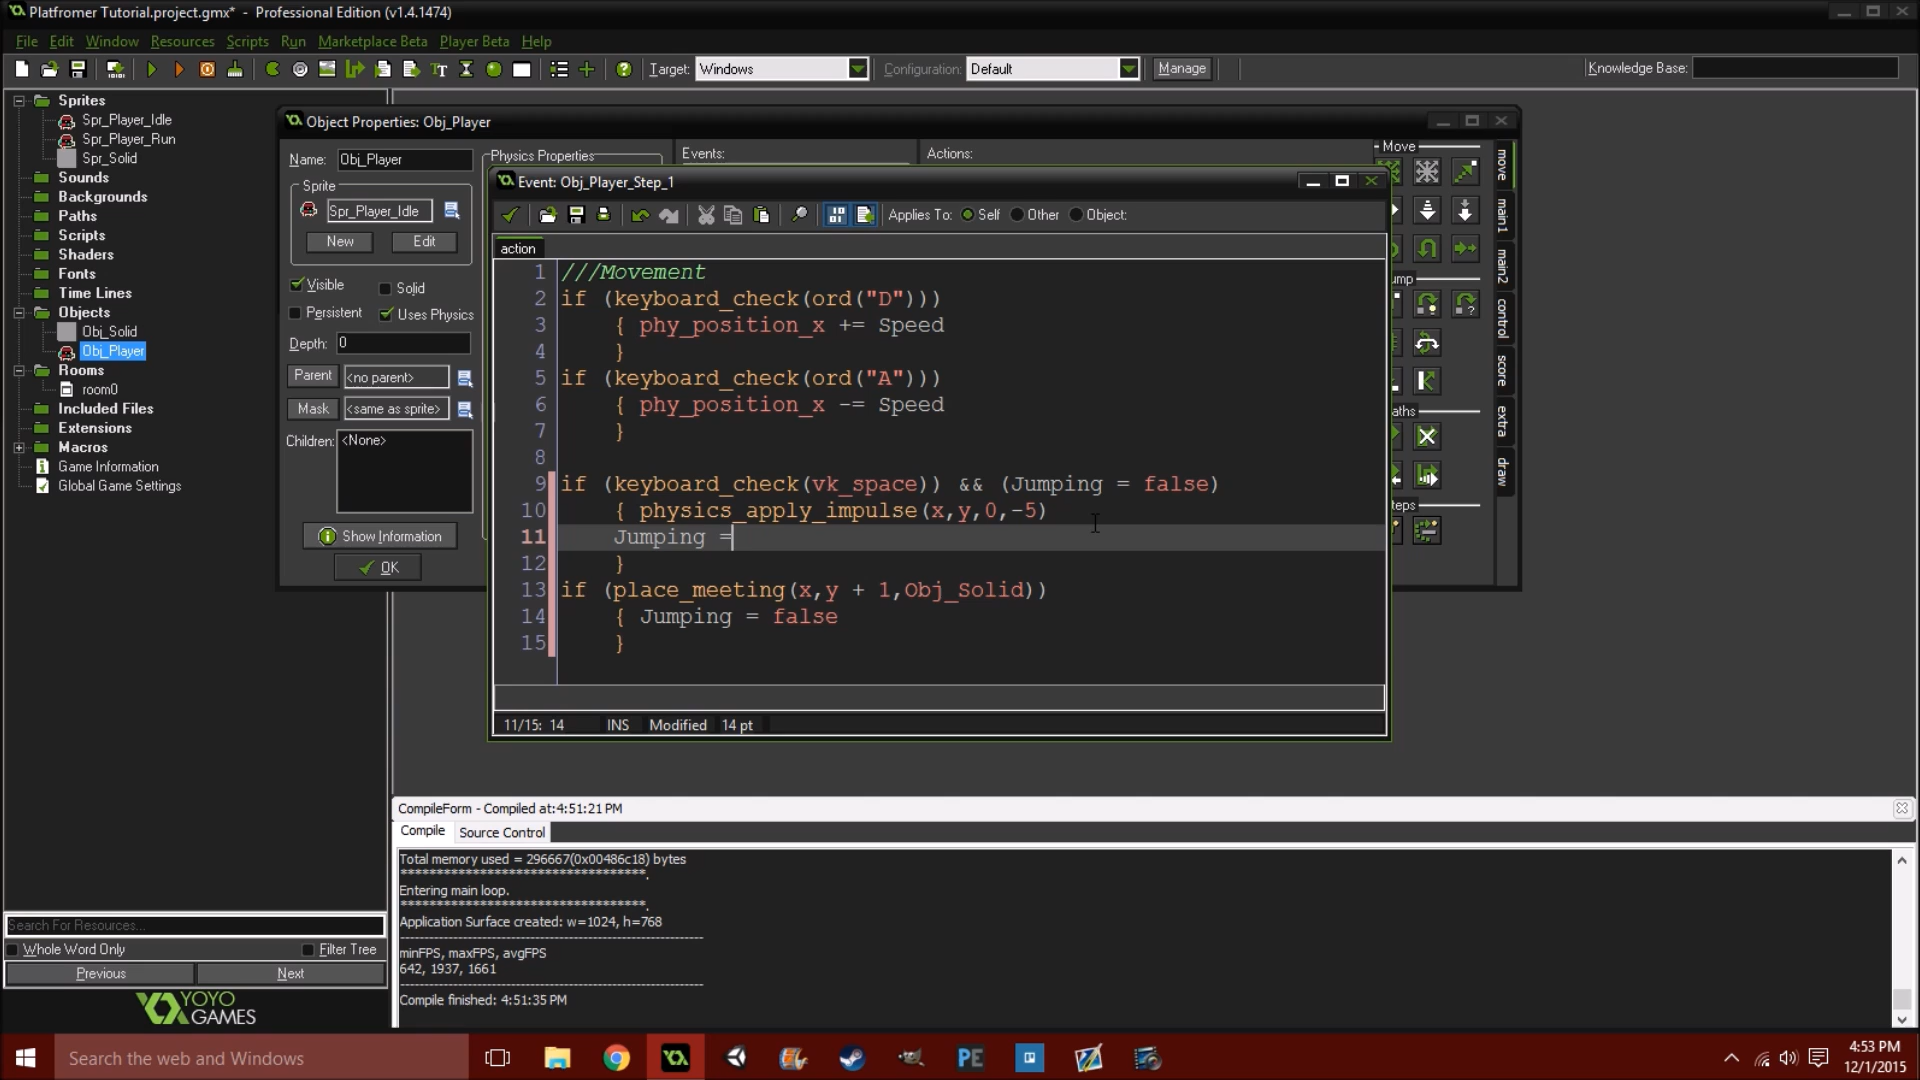 Platfromer Tutorial.project.gmx*  -  Professional Edition (v1.4.1474)
File Edit Window Resources Scripts Run Marketplace Beta Player Beta Help
Target: Windows Configuration: Default Manage Knowledge Base:
Sprites
Spr_Player_Idle
Spr_Player_Run
Spr_Solid
Sounds
Backgrounds
Paths
Scripts
Shaders
Fonts
Time Lines
Objects
Obj_Solid
Obj_Player
Rooms
room0
Included Files
Extensions
Macros
Game Information
Global Game Settings
Search For Resources...
Whole Word Only Filter Tree
Previous Next
YOYO
GAMES
Object Properties: Obj_Player
Name: Obj_Player
Physics Properties Events: Actions:
Sprite
Spr_Player_Idle
New Edit
Visible Solid
Persistent Uses Physics
Depth: 0
Parent <no parent>
Mask <same as sprite>
Children: <None>
Show Information
OK
Move
ump
aths
teps
move
main1
main2
control
score
extra
draw
Event: Obj_Player_Step_1
Applies To: Self Other Object:
action
1 ///Movement
2 if (keyboard_check(ord("D")))
3 { phy_position_x += Speed
4 }
5 if (keyboard_check(ord("A")))
6 { phy_position_x -= Speed
7 }
8
9 if (keyboard_check(vk_space)) && (Jumping = false)
10 { physics_apply_impulse(x,y,0,-5)
11 Jumping =
12 }
13 if (place_meeting(x,y + 1,Obj_Solid))
14 { Jumping = false
15 }
11/15: 14 INS Modified 14 pt
CompileForm - Compiled at:4:51:21 PM
Compile Source Control
Total memory used = 296667(0x00486c18) bytes
***********************************.
Entering main loop.
***********************************.
Application Surface created: w=1024, h=768
---------------------------------------------------------
minFPS, maxFPS, avgFPS
642, 1937, 1661
---------------------------------------------------------
Compile finished: 4:51:35 PM
Search the web and Windows
PE
4:53 PM
12/1/2015